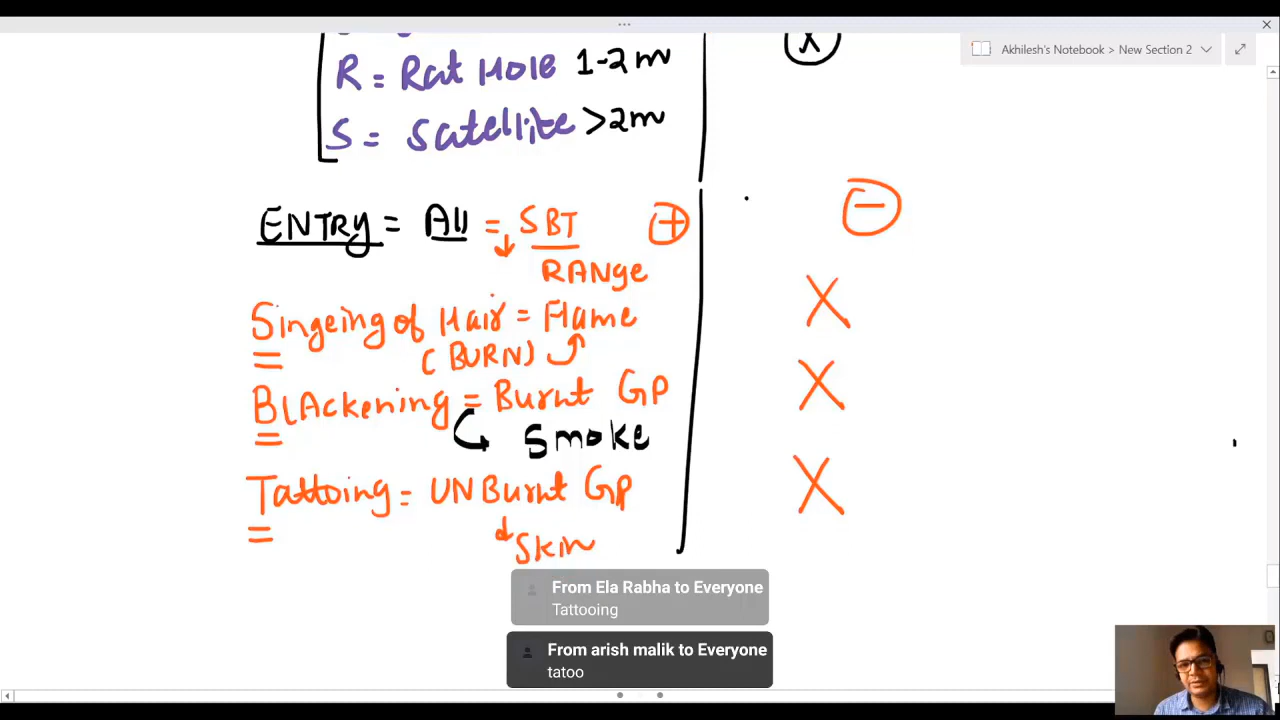 Akhilesh's Notebook > New Section 2
R = Rat Hole 1-2m
S = Satellite >2m
ENTRY = All = SBT +
↓ RANge
Singeing of Hair = Flame
(BURN)
BlAckening = Burnt GP
Smoke
Tattooing = UNBurnt GP
↓ Skin
−
X
X
X
From Ela Rabha to Everyone
Tattooing
From arish malik to Everyone
tatoo